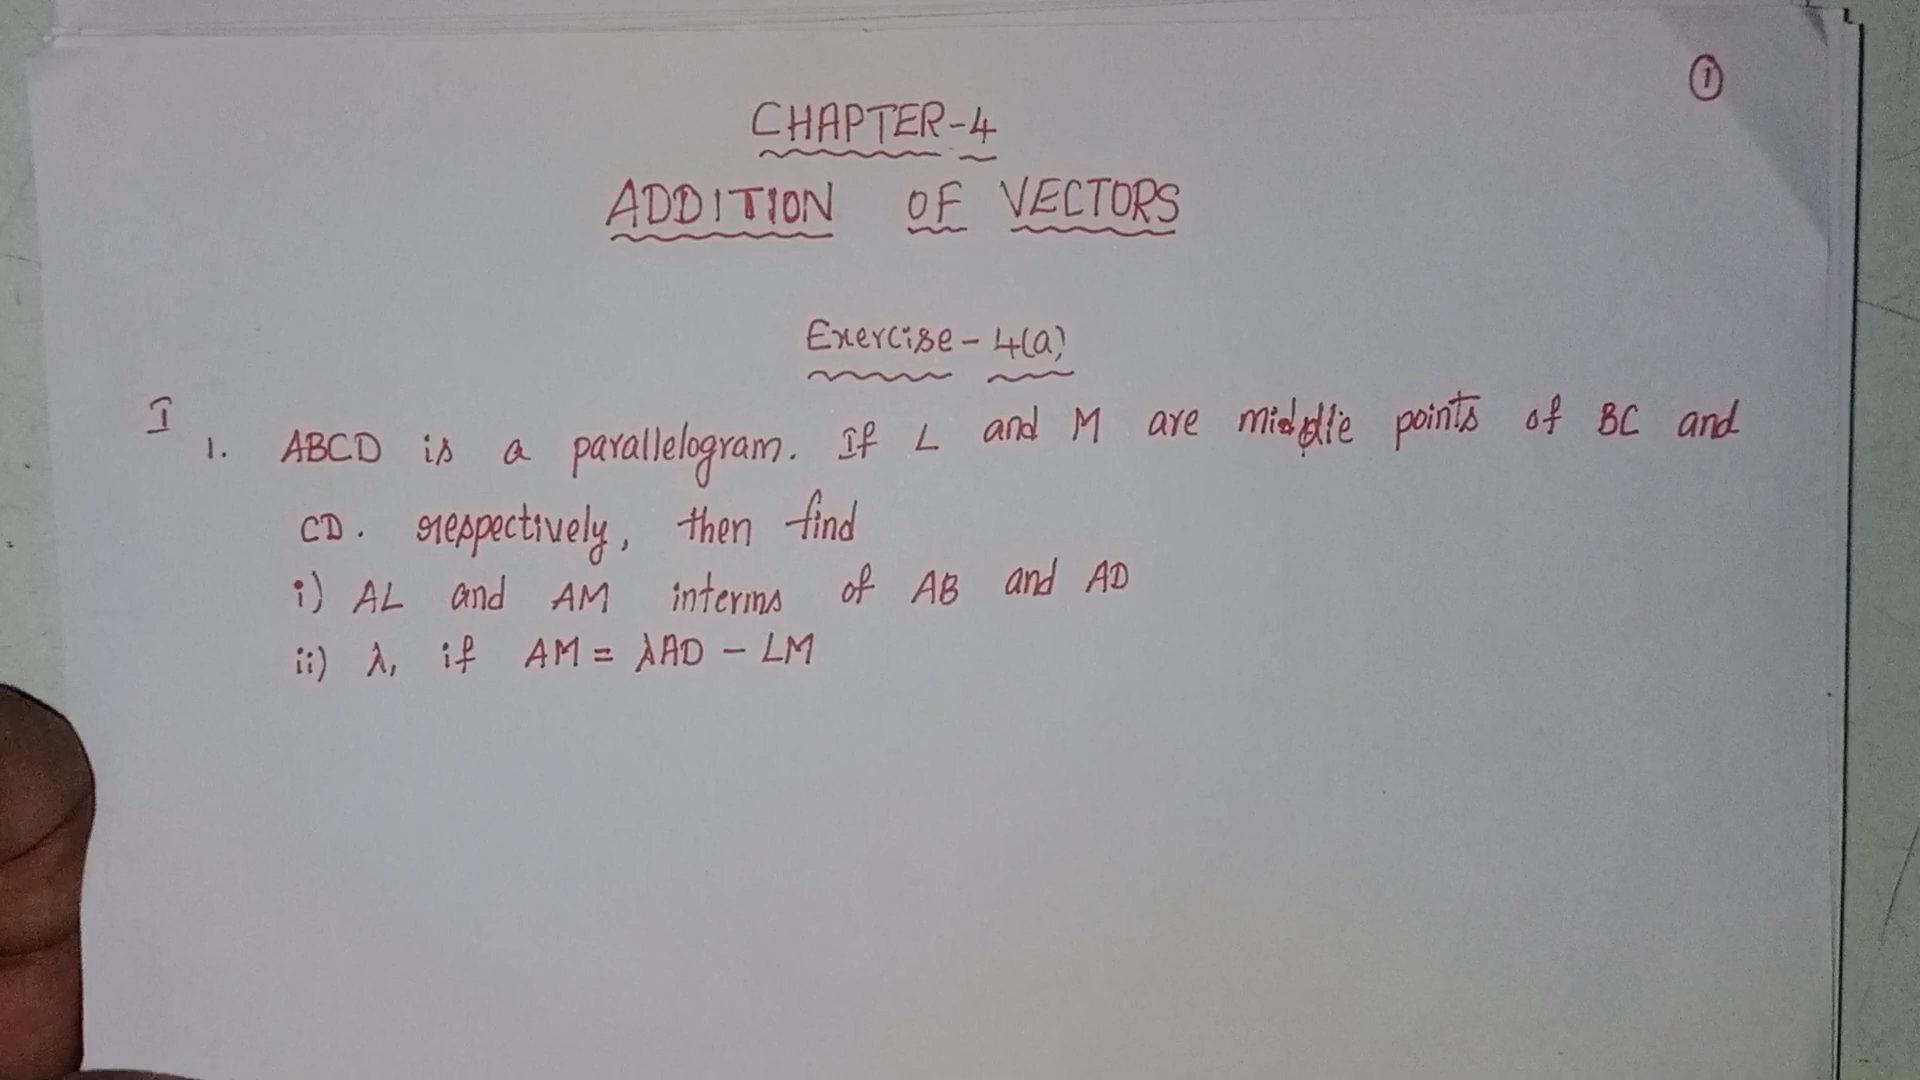 ①
CHAPTER-4
ADDITION OF VECTORS
Exercise - 4(a)
I
1. ABCD is a parallelogram. If L and M are middle points of BC and
CD. respectively, then find
i) AL and AM interms of AB and AD
ii) λ, if AM = λAD - LM